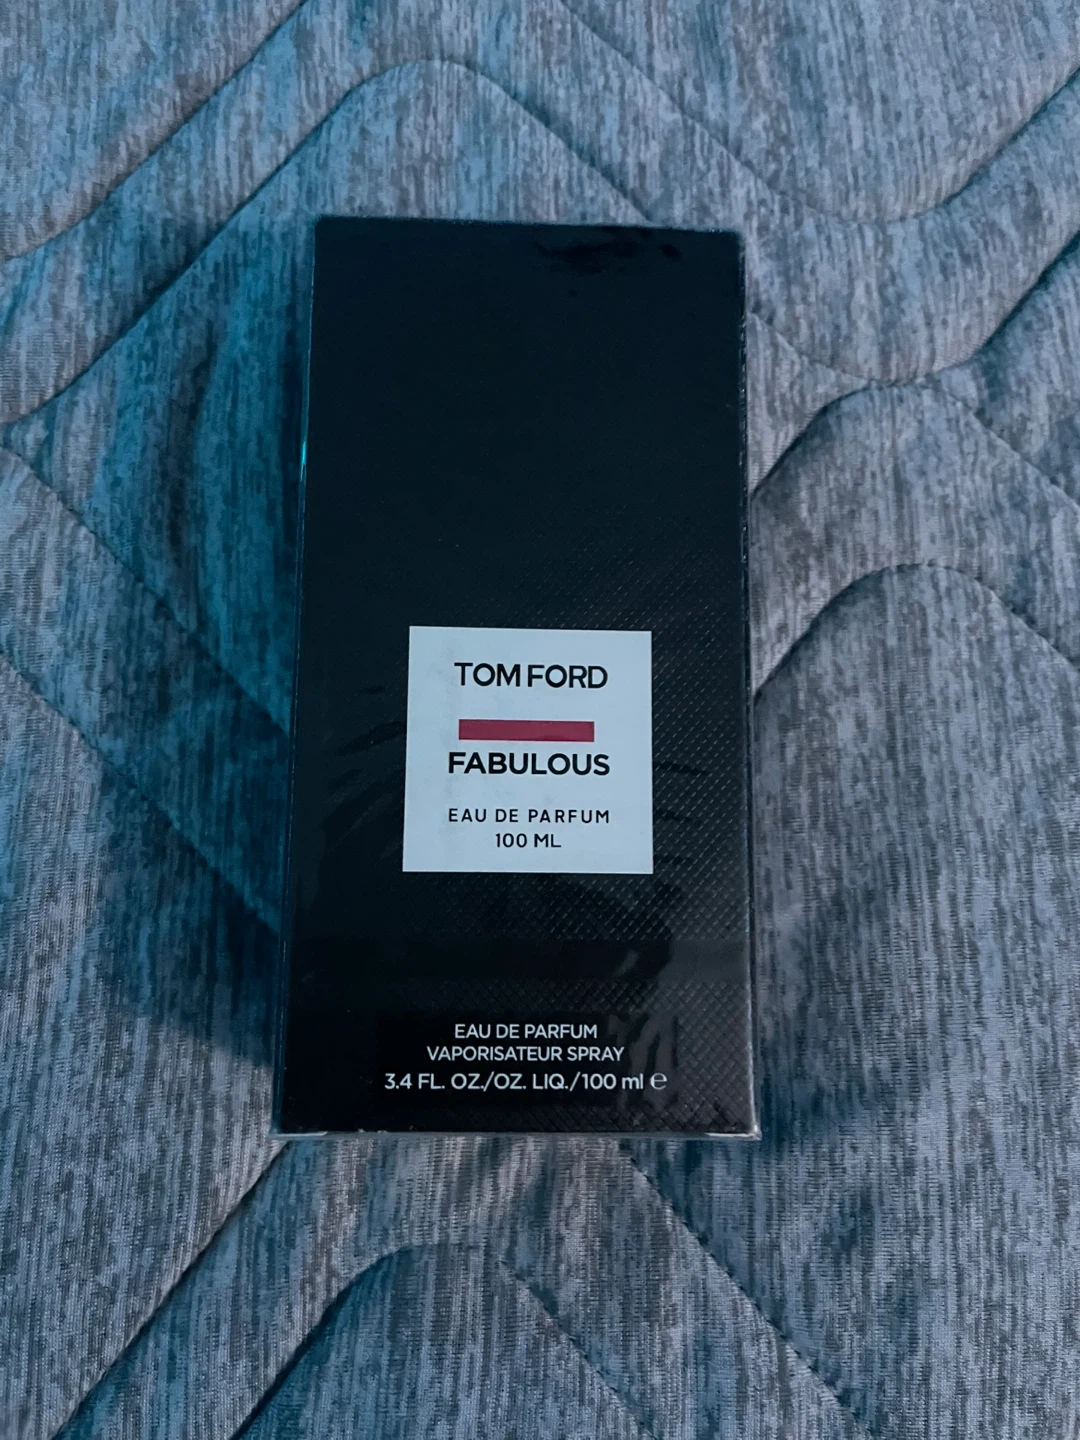 TOM FORD
FABULOUS
EAU DE PARFUM
100 ML
EAU DE PARFUM
VAPORISATEUR SPRAY
3.4 FL. OZ./OZ. LIQ./100 ml ℮